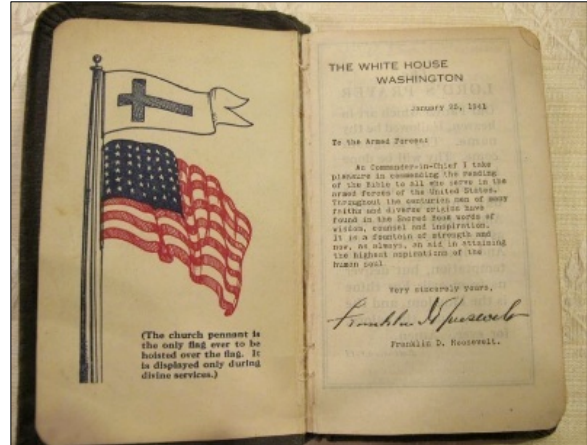 (The church pennant is
the only flag ever to be
hoisted over the flag. It
is displayed only during
divine services.)
THE WHITE HOUSE
WASHINGTON
January 25, 1941
To the Armed Forces:
As Commander-in-Chief I take
pleasure in commending the reading
of the Bible to all who serve in the
armed forces of the United States.
Throughout the centuries men of many
faiths and diverse origins have
found in the Sacred Book words of
wisdom, counsel and inspiration.
It is a fountain of strength and
now, as always, an aid in attaining
the highest aspirations of the
human soul.
Very sincerely yours,
Franklin D Roosevelt
Franklin D. Roosevelt.